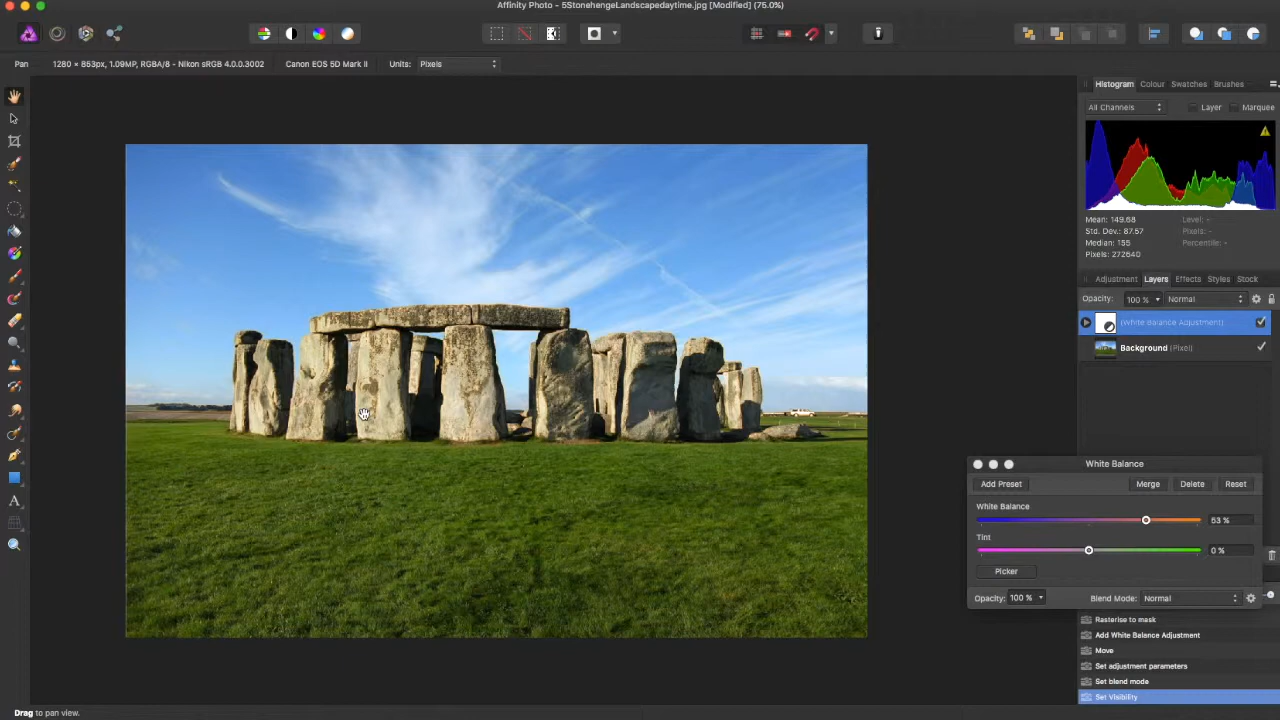 Affinity Photo - 5StonehengeLandscapedaytime.jpg [Modified] (75.0%)
Pan 1280 × 853px, 1.09MP, RGBA/8 - Nikon sRGB 4.0.0.3002 Canon EOS 5D Mark II Units: Pixels
Histogram Colour Swatches Brushes
All Channels Layer Marquee
Mean: 149.68 Level: -
Std. Dev.: 87.57 Pixels: -
Median: 155 Percentile: -
Pixels: 272640
Adjustment Layers Effects Styles Stock
Opacity: 100 % Normal
(White Balance Adjustment)
Background (Pixel)
White Balance
Add Preset Merge Delete Reset
White Balance
53 %
Tint
0 %
Picker
Opacity: 100 % Blend Mode: Normal
Rasterise to mask
Add White Balance Adjustment
Move
Set adjustment parameters
Set blend mode
Set Visibility
Drag to pan view.